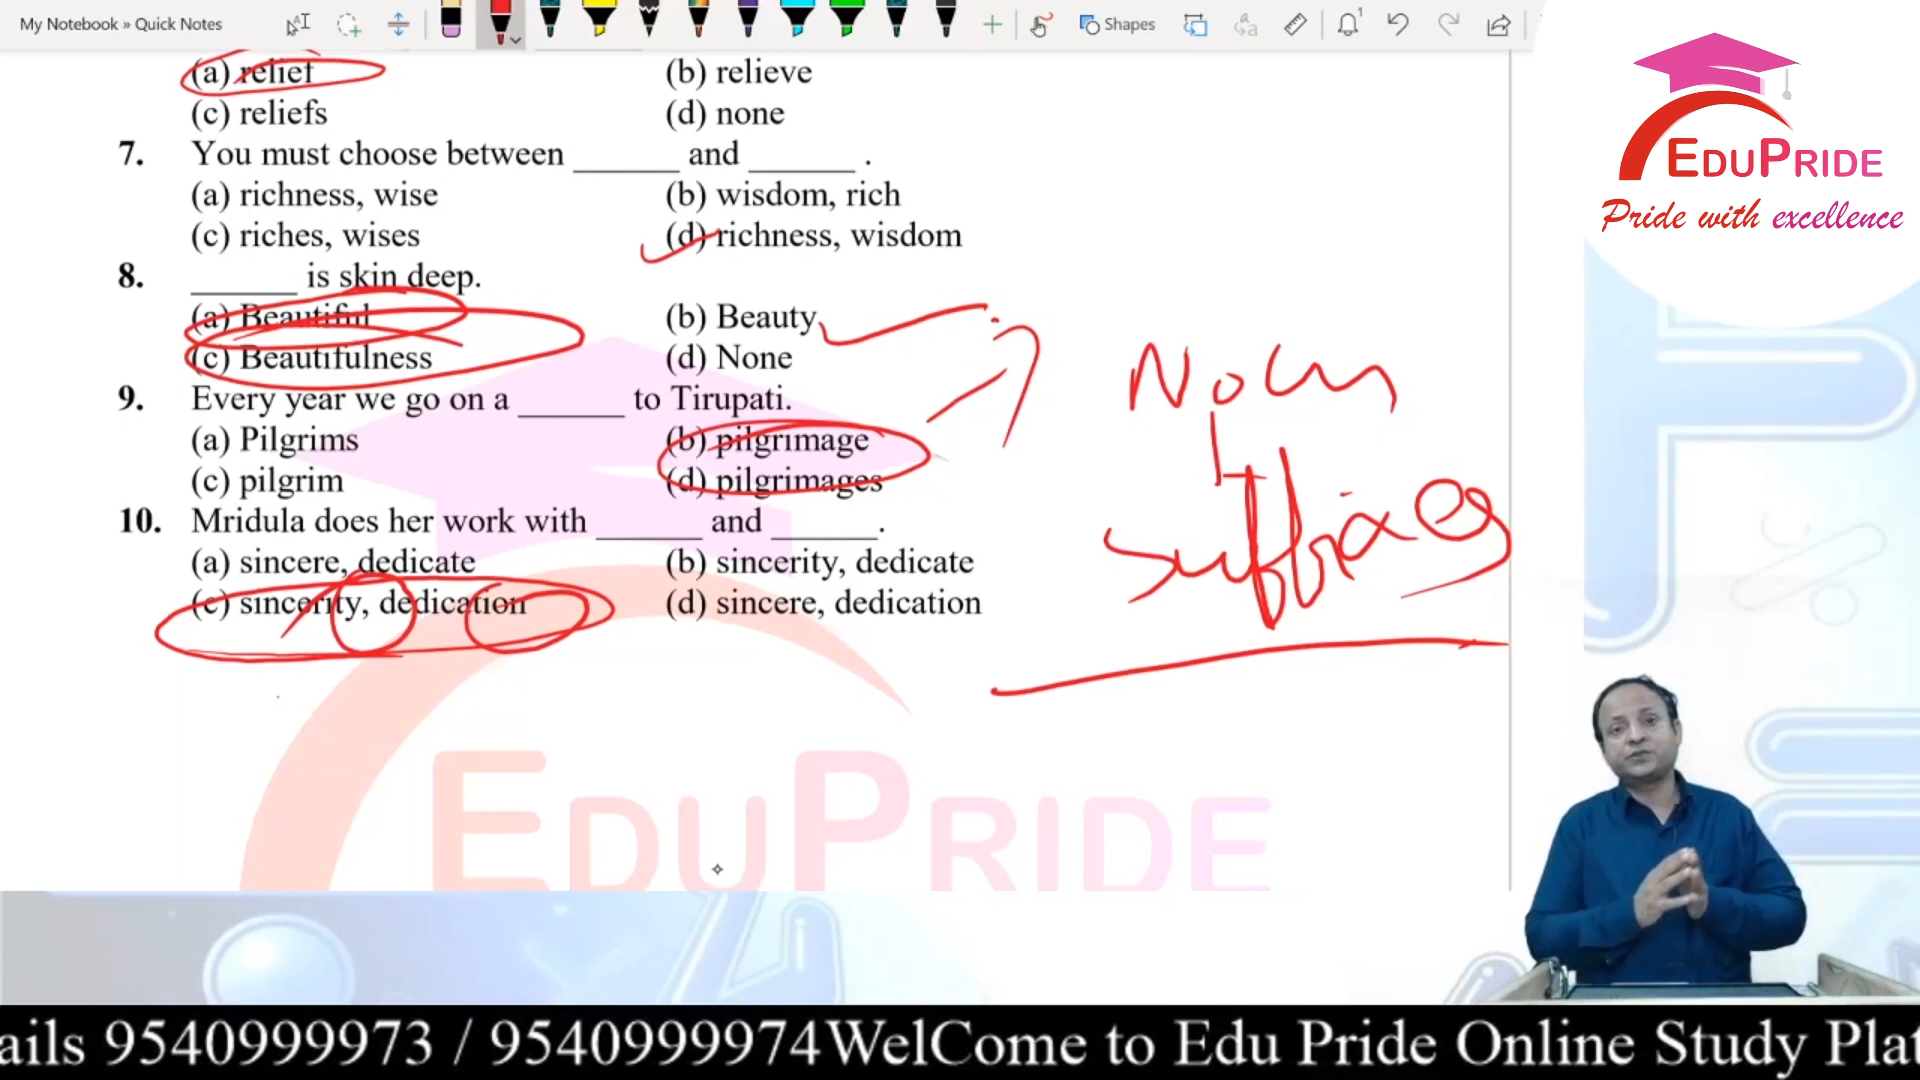 My Notebook » Quick Notes
Shapes
1
(a) relief (b) relieve
(c) reliefs (d) none
7. You must choose between ______ and ______ .
(a) richness, wise (b) wisdom, rich
(c) riches, wises (d) richness, wisdom
8. ______ is skin deep.
(a) Beautiful (b) Beauty
(c) Beautifulness (d) None
9. Every year we go on a ______ to Tirupati.
(a) Pilgrims (b) pilgrimage
(c) pilgrim (d) pilgrimages
10. Mridula does her work with ______ and ______.
(a) sincere, dedicate (b) sincerity, dedicate
(c) sincerity, dedication (d) sincere, dedication
Noun
suffixes
EDUPRIDE
EDUPRIDE
Pride with excellence
ails 9540999973 / 9540999974WelCome to Edu Pride Online Study Plat